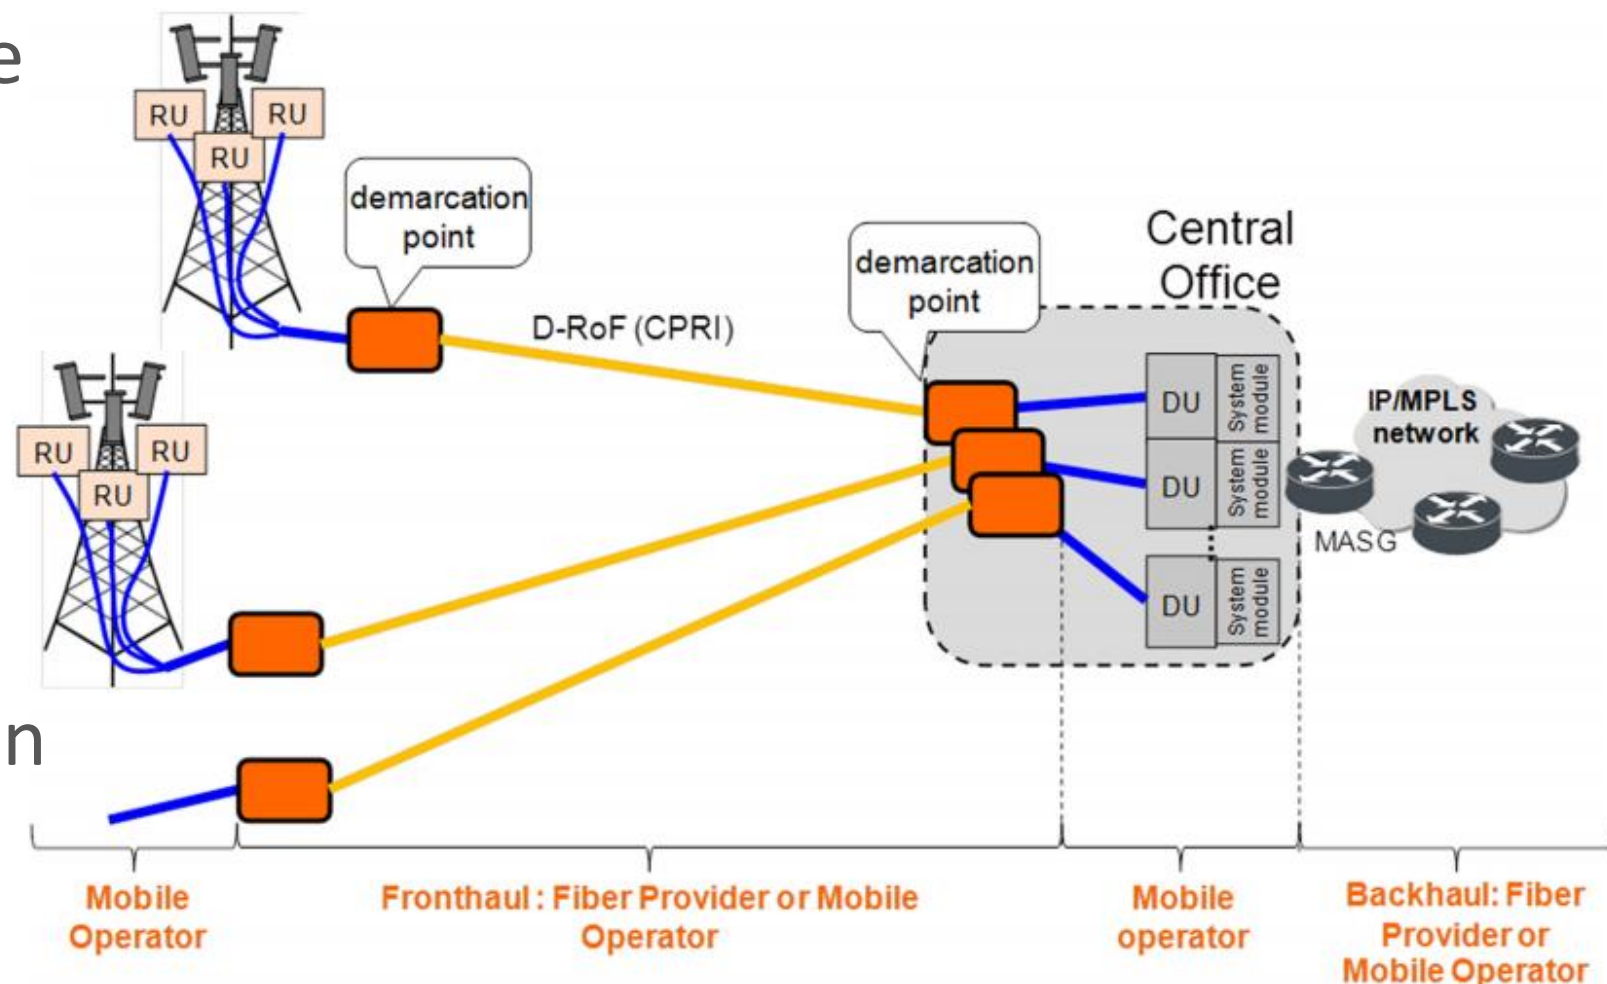 e
RU
RU
RU
demarcation
point
D-RoF (CPRI)
demarcation
point
Central
Office
RU
RU
RU
DU
System
module
DU
System
module
DU
System
module
IP/MPLS
network
MASG
n
Mobile
Operator
Fronthaul : Fiber Provider or Mobile
Operator
Mobile
operator
Backhaul: Fiber
Provider or
Mobile Operator